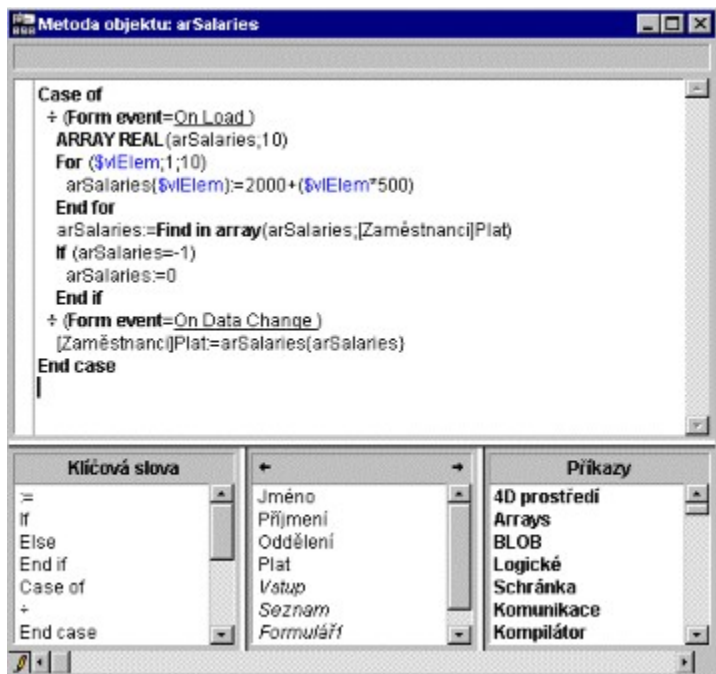 Metoda objektu: arSalaries
Case of
÷ (Form event=On Load )
ARRAY REAL(arSalaries;10)
For ($vlElem;1;10)
arSalaries{$vlElem}:=2000+($vlElem*500)
End for
arSalaries:=Find in array(arSalaries;[Zaměstnanci]Plat)
If (arSalaries=-1)
arSalaries:=0
End if
÷ (Form event=On Data Change )
[Zaměstnanci]Plat:=arSalaries{arSalaries}
End case
Klíčová slova
:=
If
Else
End if
Case of
÷
End case
Jméno
Příjmení
Oddělení
Plat
Vstup
Seznam
Formulář1
Příkazy
4D prostředí
Arrays
BLOB
Logické
Schránka
Komunikace
Kompilátor